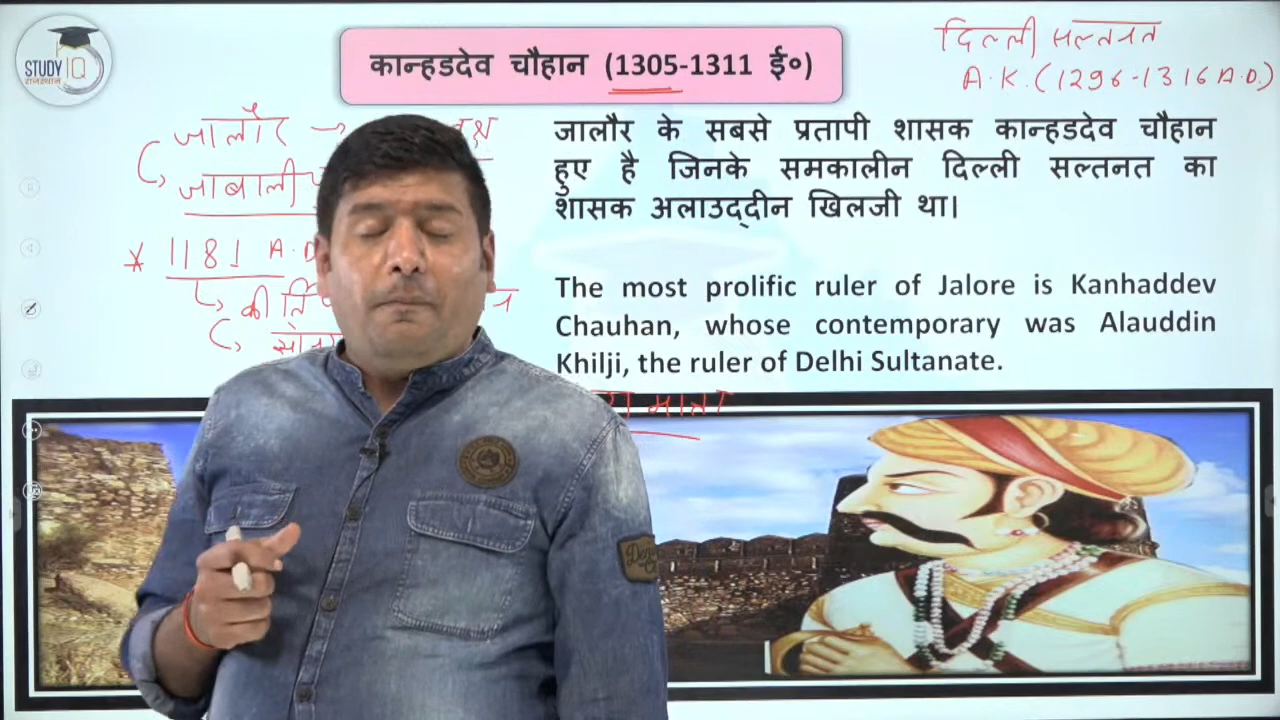 STUDY IQ
राजस्थान
कान्हडदेव चौहान (1305-1311 ई०)
दिल्ली सल्तनत
A.K. (1296-1316 A.D.)
जालौर →
जाबाली
* 1181 A.D
जालौर के सबसे प्रतापी शासक कान्हडदेव चौहान
हुए है जिनके समकालीन दिल्ली सल्तनत का
शासक अलाउद्दीन खिलजी था।
The most prolific ruler of Jalore is Kanhaddev
Chauhan, whose contemporary was Alauddin
Khilji, the ruler of Delhi Sultanate.
माता